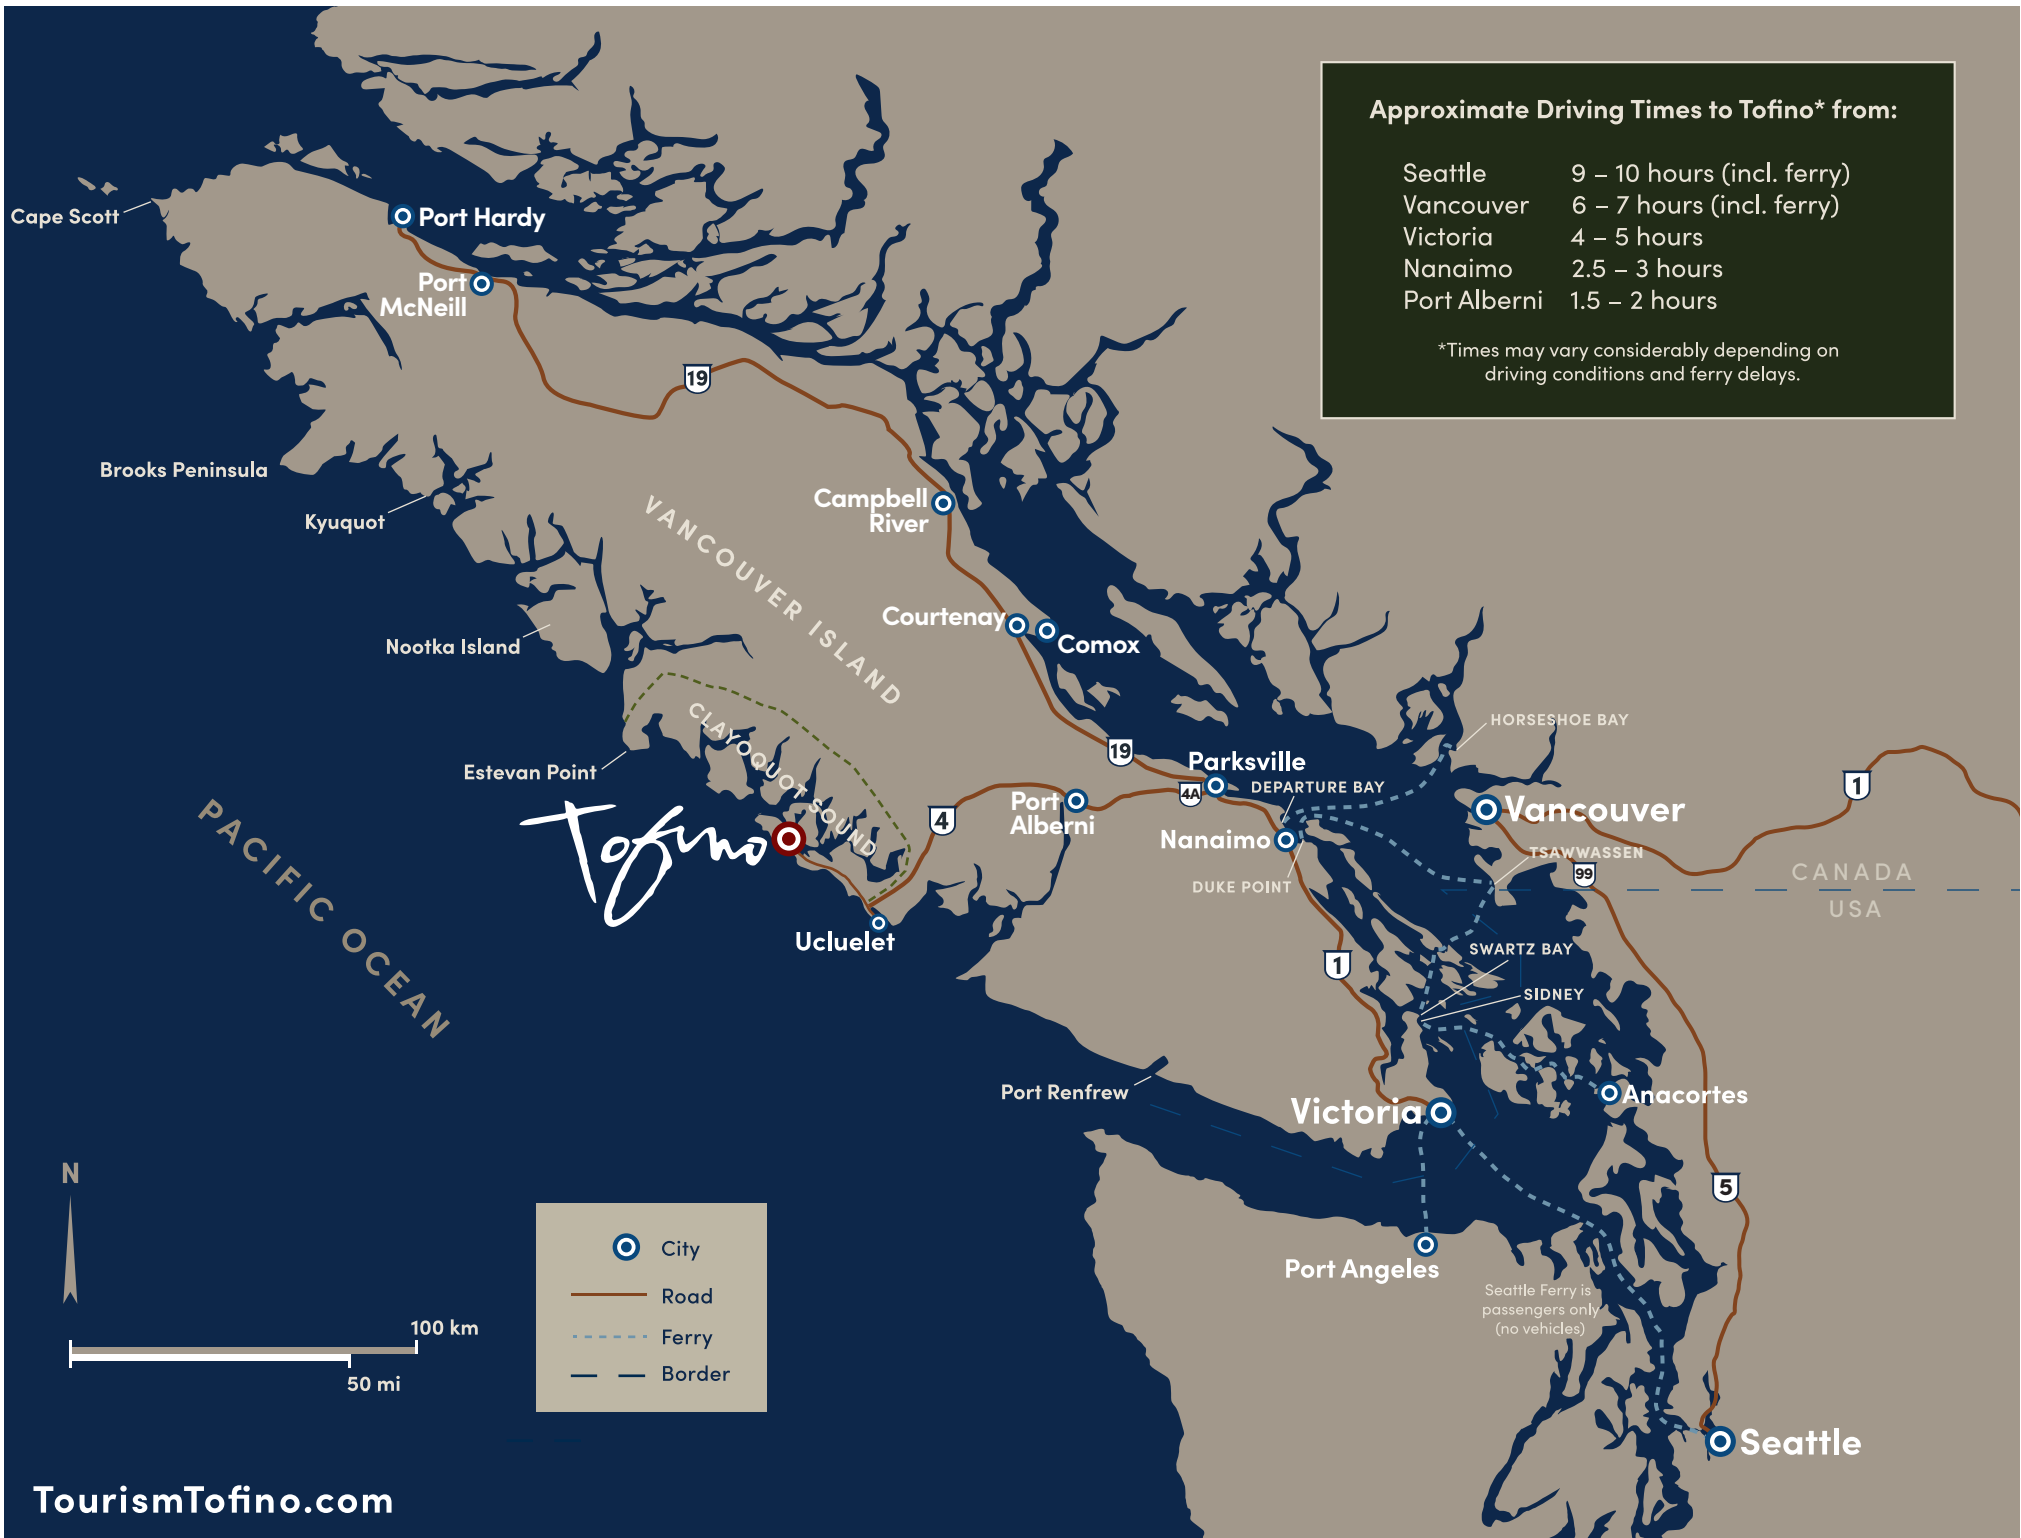 Approximate Driving Times to Tofino* from:
Seattle 9 – 10 hours (incl. ferry)
Vancouver 6 – 7 hours (incl. ferry)
Victoria 4 – 5 hours
Nanaimo 2.5 – 3 hours
Port Alberni 1.5 – 2 hours
*Times may vary considerably depending on
driving conditions and ferry delays.
Cape Scott
Port Hardy
Port
McNeill
19
Brooks Peninsula
Kyuquot
Campbell
River
VANCOUVER ISLAND
Courtenay
Comox
Nootka Island
CLAYOQUOT SOUND
HORSESHOE BAY
Estevan Point
19
Parksville
DEPARTURE BAY
4A
1
Port
Alberni
4
Vancouver
Tofino
Nanaimo
TSAWWASSEN
99
CANADA
USA
DUKE POINT
PACIFIC OCEAN
Ucluelet
1
SWARTZ BAY
SIDNEY
Port Renfrew
Anacortes
Victoria
5
N
City
Road
Ferry
Border
Port Angeles
Seattle Ferry is
passengers only
(no vehicles)
100 km
50 mi
Seattle
TourismTofino.com